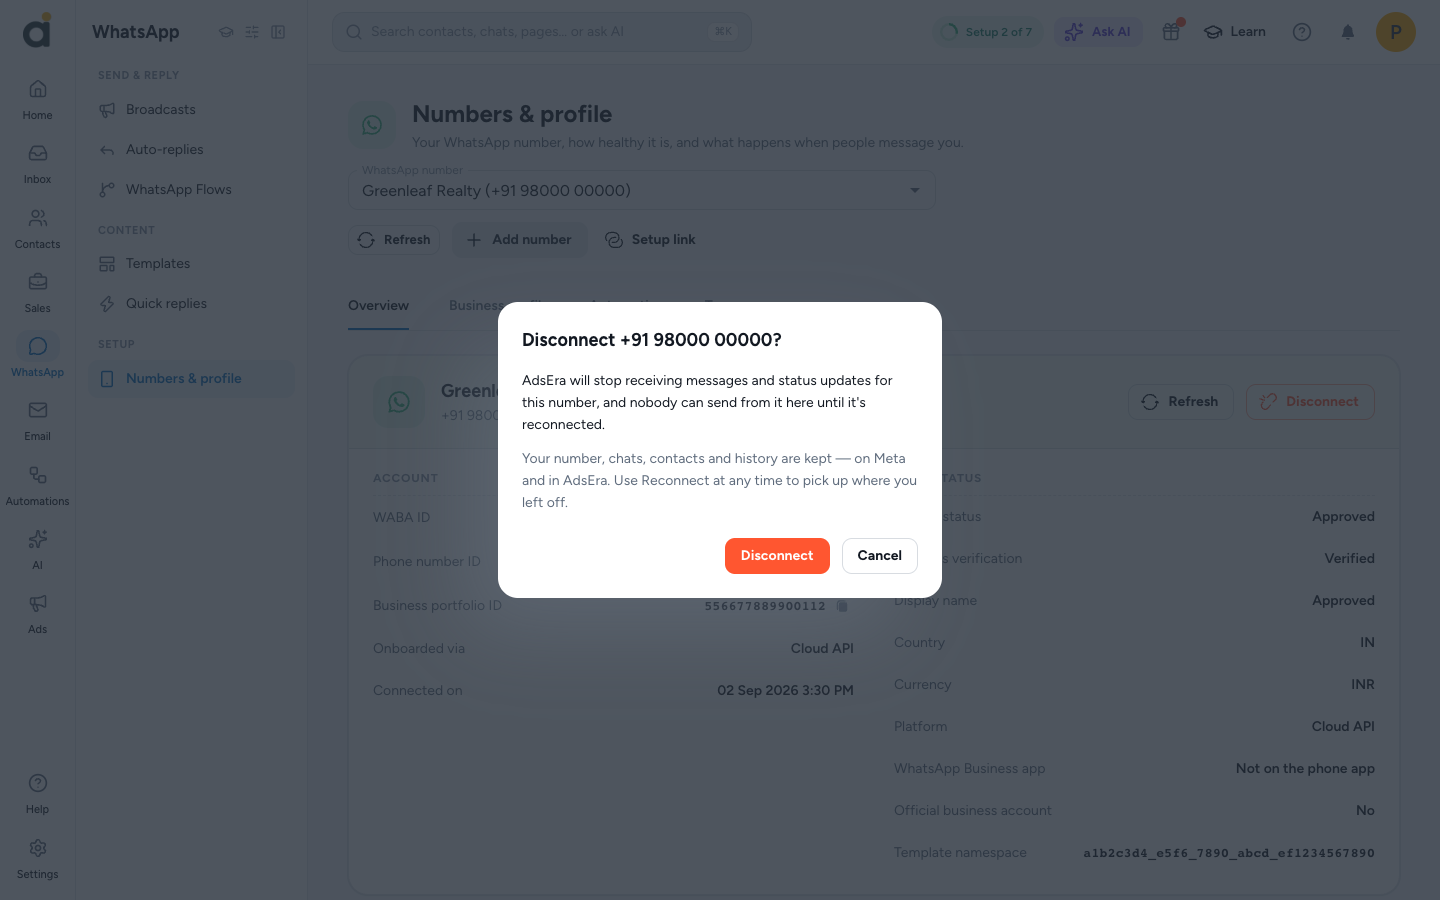 WhatsApp
Search contacts, chats, pages... or ask AI
⌘K
Setup 2 of 7
Ask AI
Learn
P
Home
Inbox
Contacts
Sales
WhatsApp
Email
Automations
AI
Ads
Help
Settings
SEND & REPLY
Broadcasts
Auto-replies
WhatsApp Flows
CONTENT
Templates
Quick replies
SETUP
Numbers & profile
Numbers & profile
Your WhatsApp number, how healthy it is, and what happens when people message you.
WhatsApp number
Greenleaf Realty (+91 98000 00000)
Refresh
Add number
Setup link
Overview
Business
Disconnect +91 98000 00000?
AdsEra will stop receiving messages and status updates for
this number, and nobody can send from it here until it's
reconnected.
Your number, chats, contacts and history are kept — on Meta
and in AdsEra. Use Reconnect at any time to pick up where you
left off.
Disconnect
Cancel
+91 9800
Refresh
Disconnect
ACCOUNT
WABA ID
Phone number ID
Business portfolio ID
556677889900112
Onboarded via
Cloud API
Connected on
02 Sep 2026 3:30 PM
status
Approved
verification
Verified
Display name
Approved
Country
IN
Currency
INR
Platform
Cloud API
WhatsApp Business app
Not on the phone app
Official business account
No
Template namespace
a1b2c3d4_e5f6_7890_abcd_ef1234567890